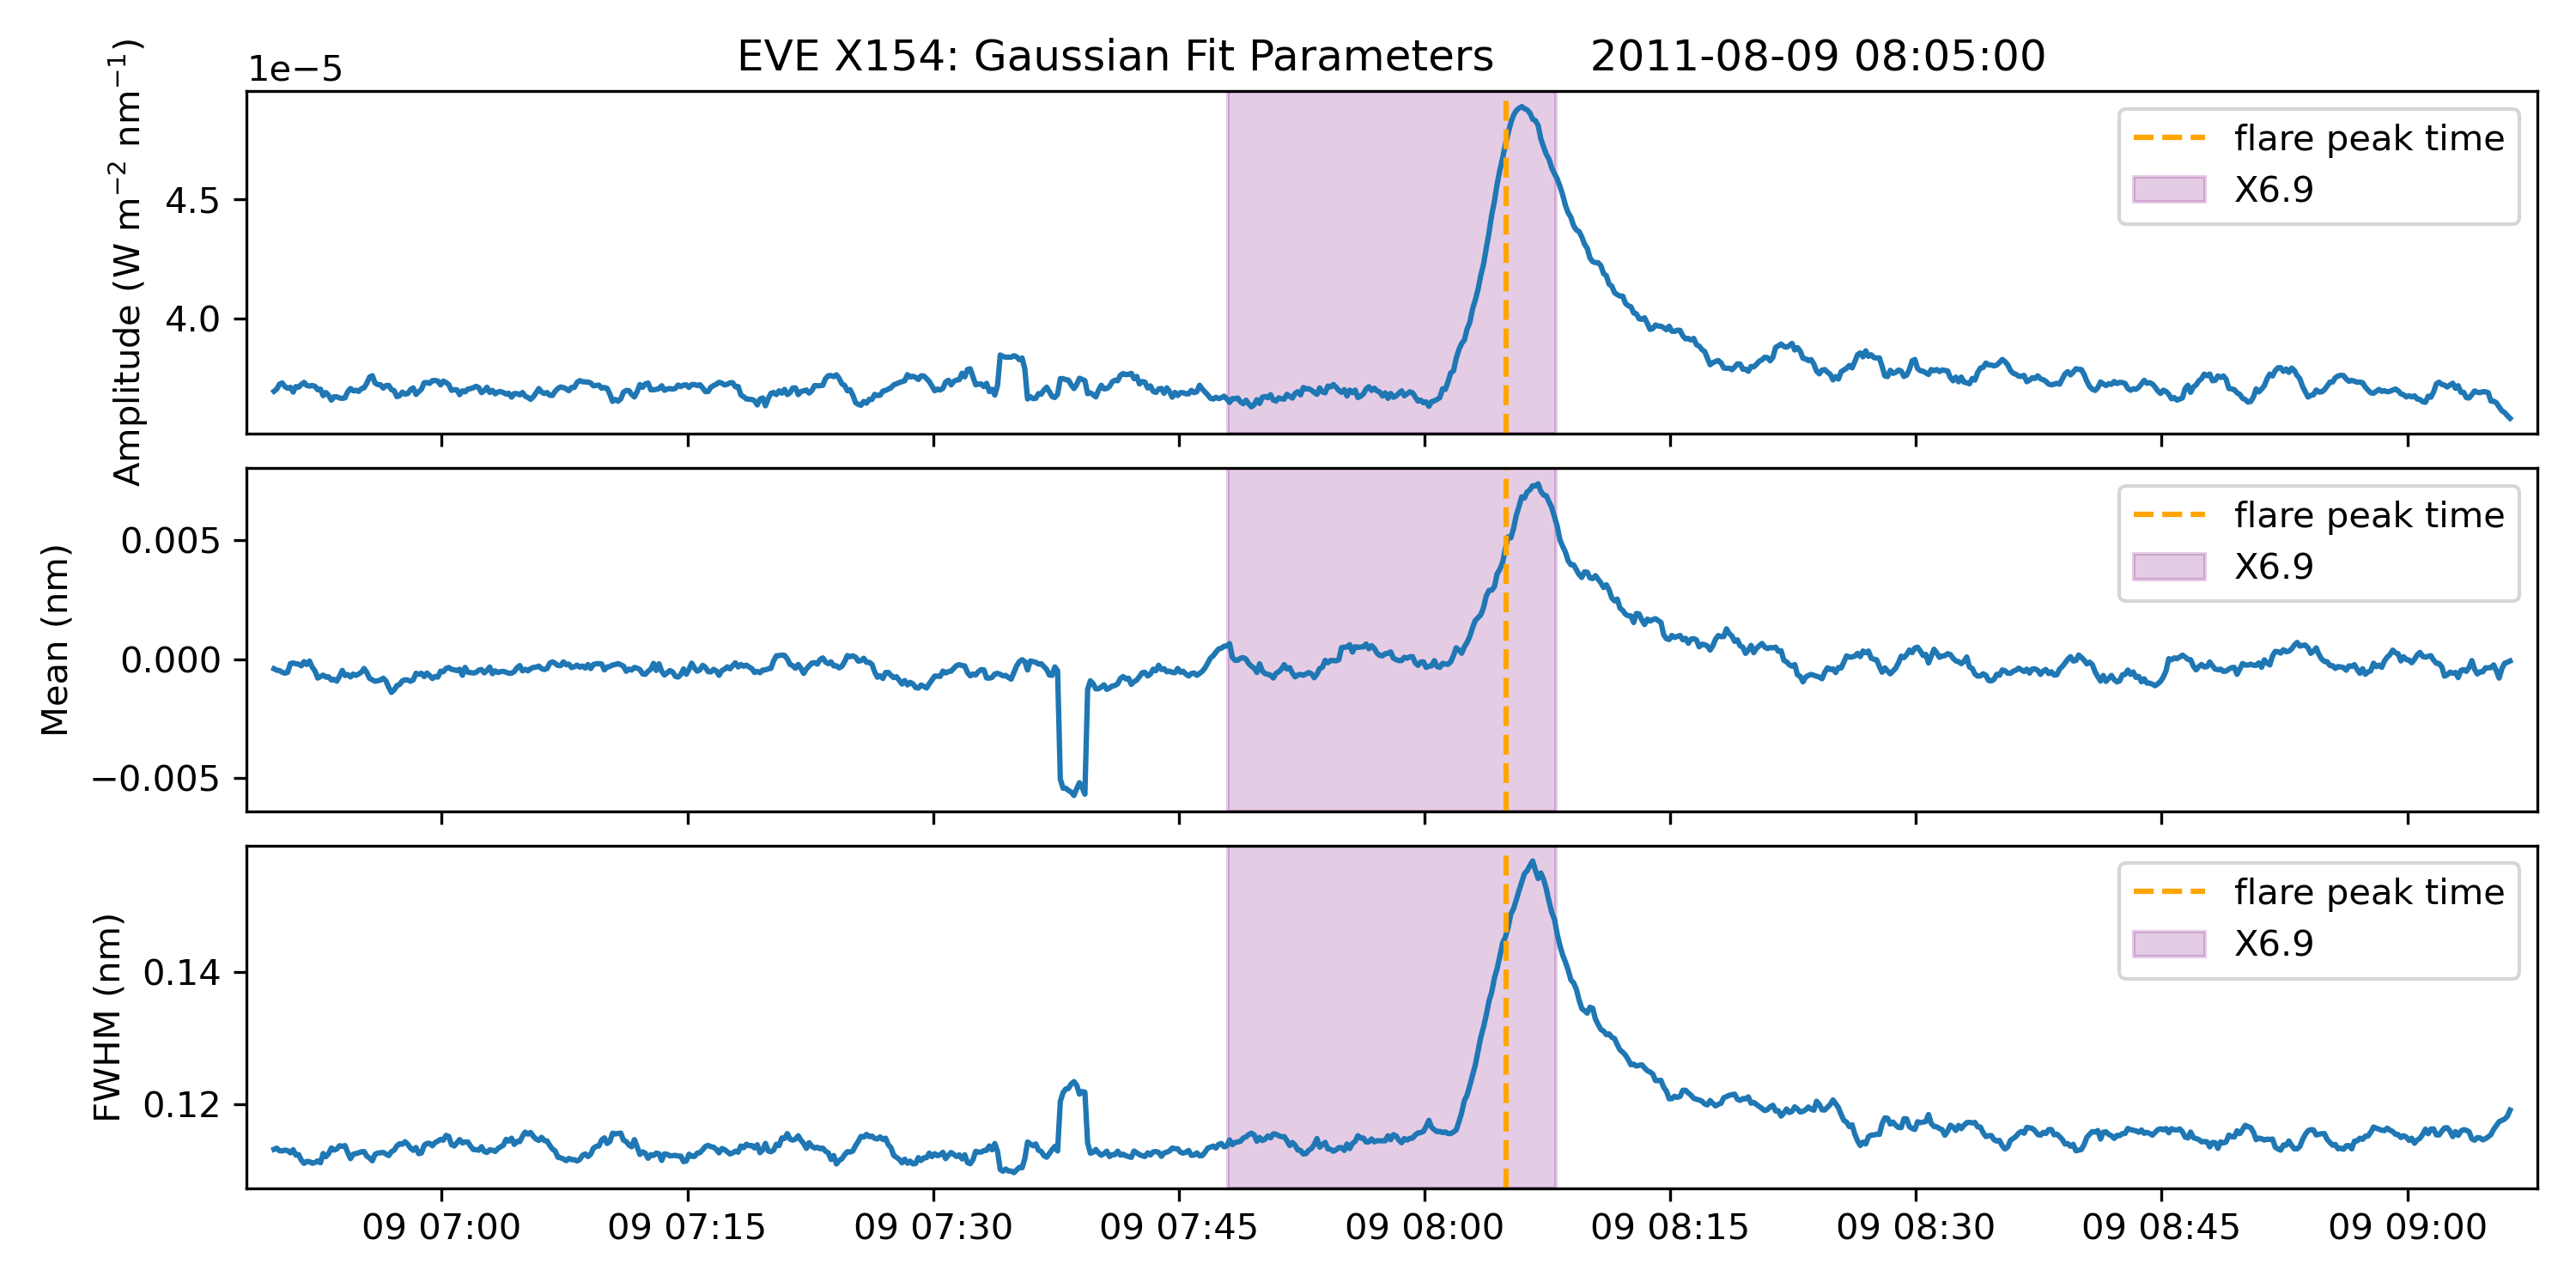 EVE X154: Gaussian Fit Parameters 2011-08-09 08:05:00
1e−5
Amplitude (W m⁻² nm⁻¹)
4.5
4.0
flare peak time
X6.9
Mean (nm)
0.005
0.000
−0.005
flare peak time
X6.9
FWHM (nm)
0.14
0.12
flare peak time
X6.9
09 07:00 09 07:15 09 07:30 09 07:45 09 08:00 09 08:15 09 08:30 09 08:45 09 09:00